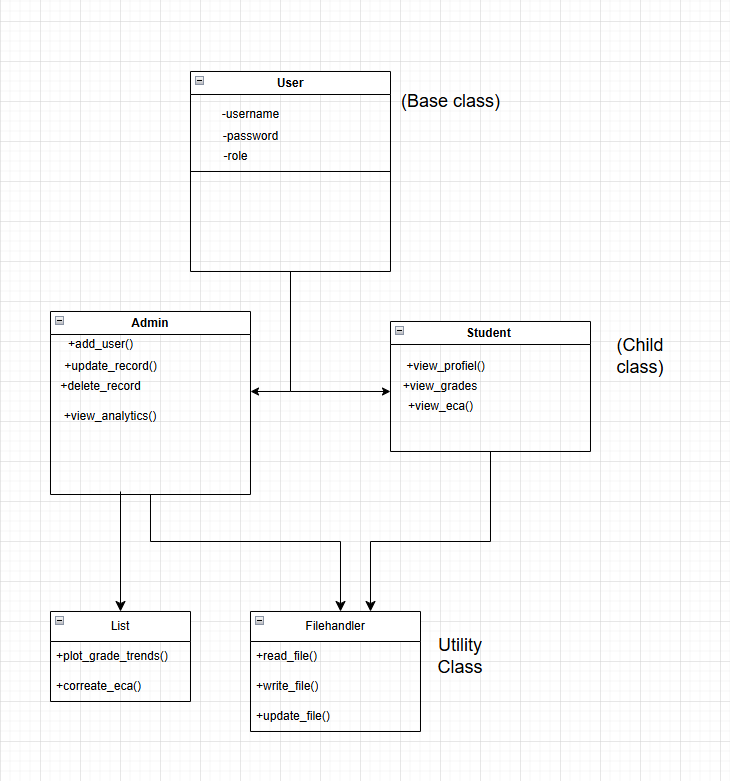 User
(Base class)
-username
-password
-role
Admin
+add_user()
+update_record()
+delete_record
+view_analytics()
Student
(Child
class)
+view_profiel()
+view_grades
+view_eca()
List
+plot_grade_trends()
+correate_eca()
Filehandler
+read_file()
+write_file()
+update_file()
Utility
Class